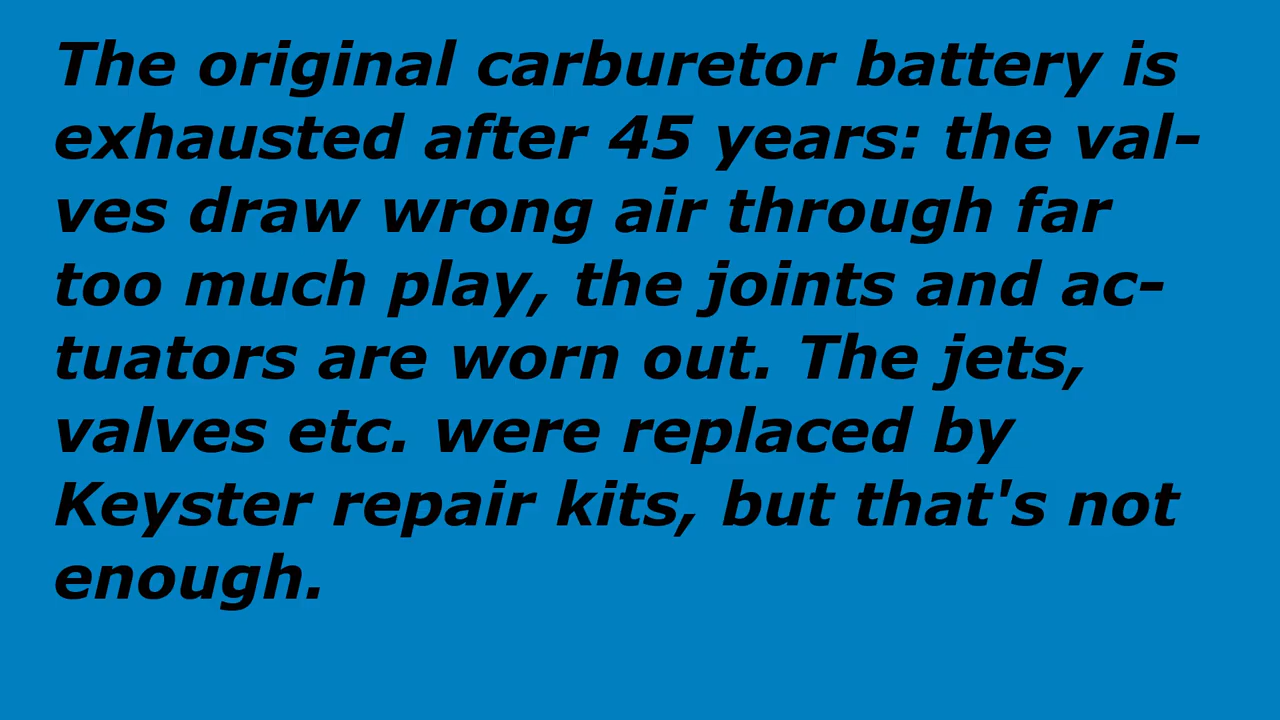 The original carburetor battery is
exhausted after 45 years: the val-
ves draw wrong air through far
too much play, the joints and ac-
tuators are worn out. The jets,
valves etc. were replaced by
Keyster repair kits, but that's not
enough.